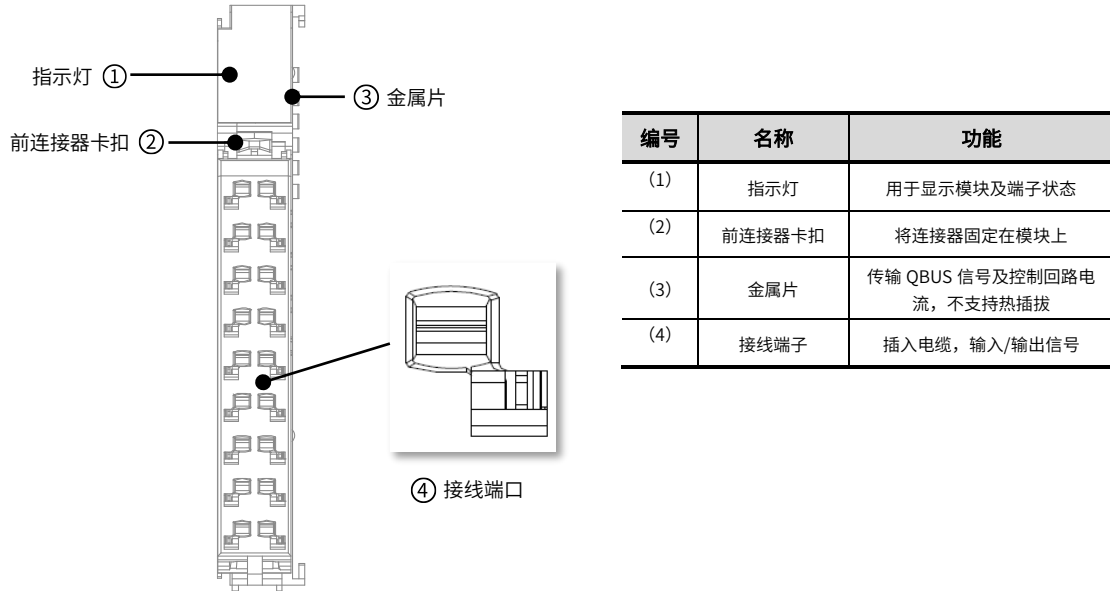 指示灯 ①
③ 金属片
前连接器卡扣 ②
④ 接线端口
编号 名称 功能
（1） 指示灯 用于显示模块及端子状态
（2） 前连接器卡扣 将连接器固定在模块上
（3） 金属片 传输 QBUS 信号及控制回路电
流，不支持热插拔
（4） 接线端子 插入电缆，输入/输出信号